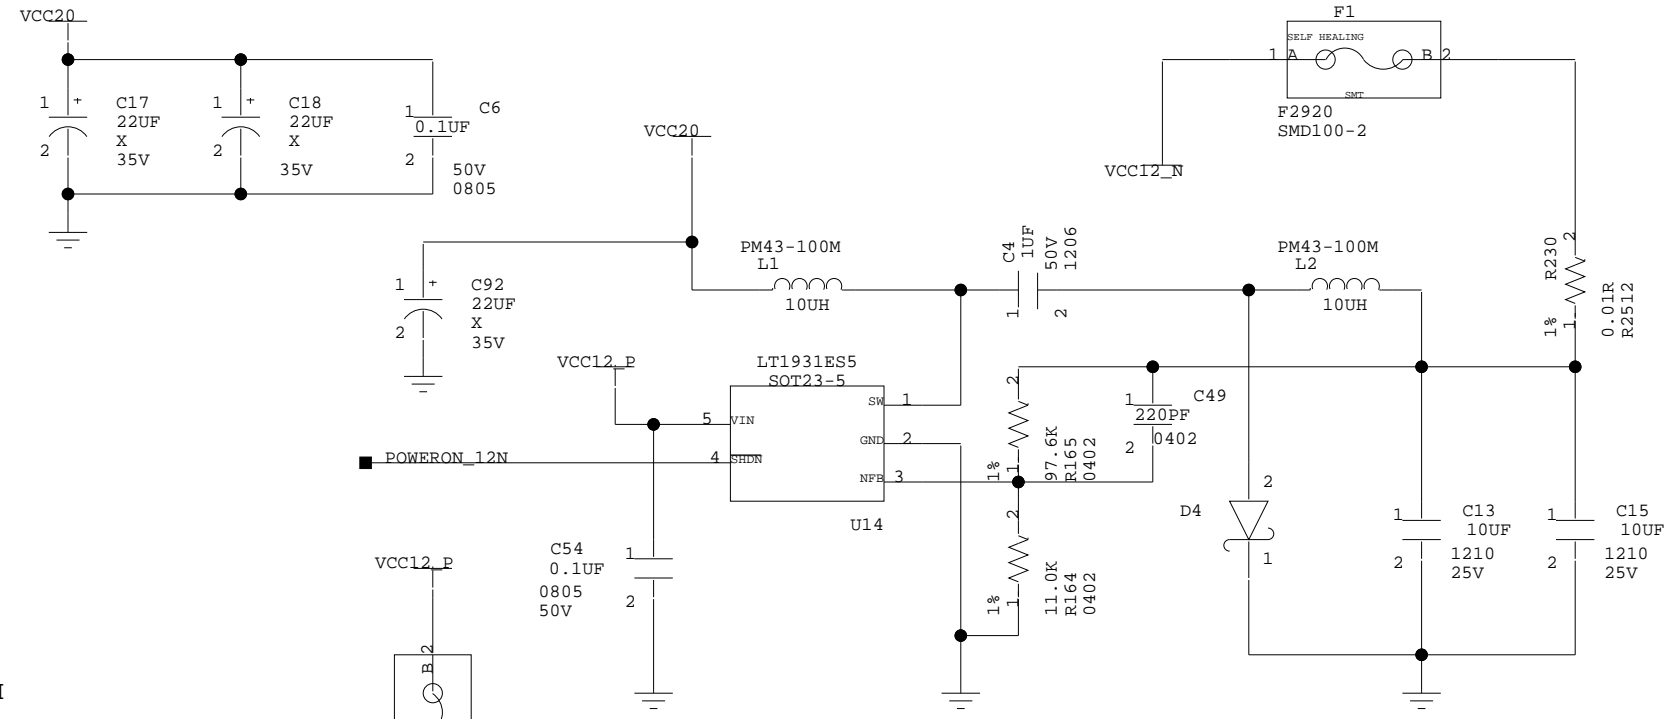 VCC20
1
+
C17
22UF
X
35V
2
1
+
C18
22UF
X
35V
2
1
C6
0.1UF
2
50V
0805
F1
SELF HEALING
1
A
B
2
SMT
F2920
SMD100-2
VCC12_N
VCC20
1
+
C92
22UF
X
35V
2
PM43-100M
L1
10UH
C4
1UF
50V
1206
1
2
PM43-100M
L2
10UH
2
R230
1%
1
0.01R
R2512
VCC12_P
LT1931ES5
SOT23-5
5
VIN
SW
1
GND
2
POWERON_12N
4
SHDN
NFB
3
U14
2
97.6K
R165
0402
1%
1
1
C49
220PF
0402
2
2
11.0K
R164
0402
1%
1
C54
0.1UF
0805
50V
1
2
D4
2
1
1
C13
10UF
1210
25V
2
1
C15
10UF
1210
25V
2
VCC12_P
2
B